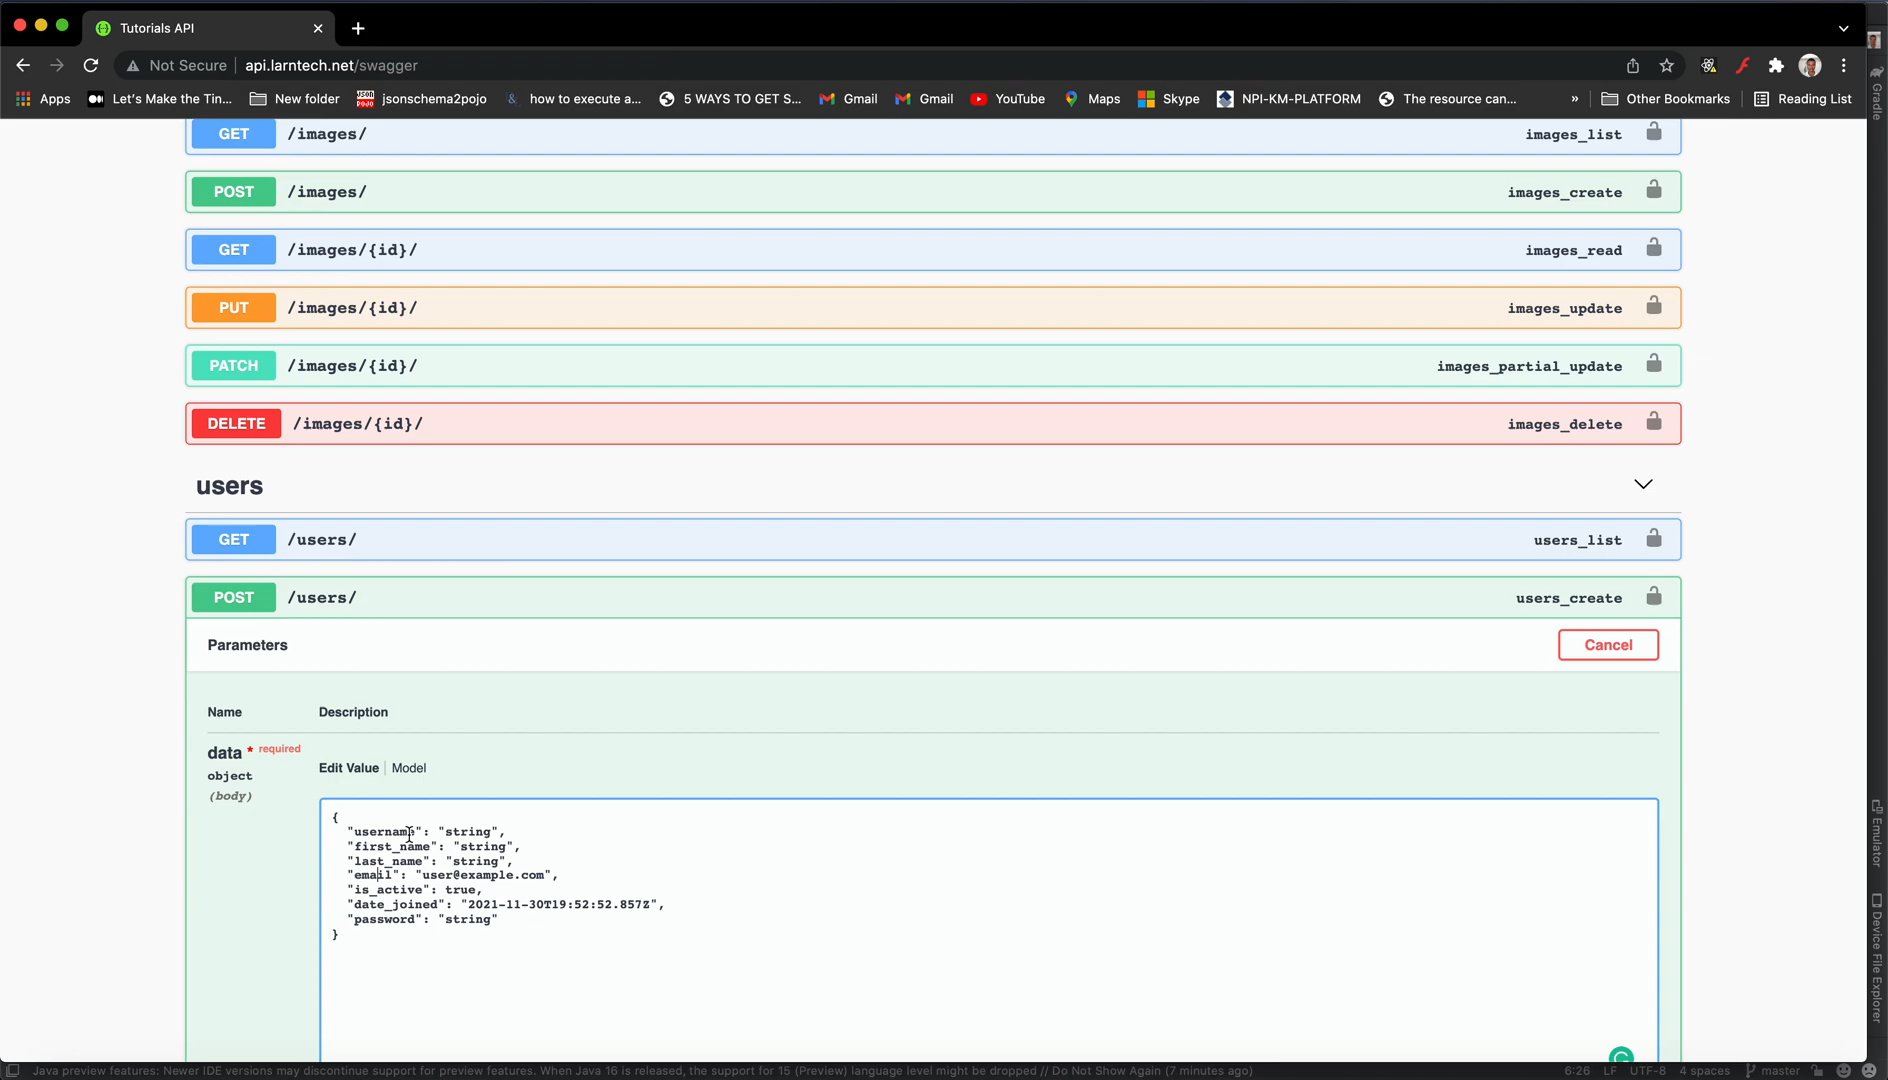 Tutorials API
Not Secure api.larntech.net/swagger
Apps Let's Make the Tin... New folder jsonschema2pojo how to execute a... 5 WAYS TO GET S... Gmail Gmail YouTube Maps Skype NPI-KM-PLATFORM The resource can... » Other Bookmarks Reading List
GET /images/ images_list
POST /images/ images_create
GET /images/{id}/ images_read
PUT /images/{id}/ images_update
PATCH /images/{id}/ images_partial_update
DELETE /images/{id}/ images_delete
users
GET /users/ users_list
POST /users/ users_create
Parameters Cancel
Name Description
data * required
object
(body)
Edit Value Model
{
"username": "string",
"first_name": "string",
"last_name": "string",
"email": "user@example.com",
"is_active": true,
"date_joined": "2021-11-30T19:52:52.857Z",
"password": "string"
}
Gradle
Emulator
Device File Explorer
Java preview features: Newer IDE versions may discontinue support for preview features. When Java 16 is released, the support for 15 (Preview) language level might be dropped // Do Not Show Again (7 minutes ago) 6:26 LF UTF-8 4 spaces master